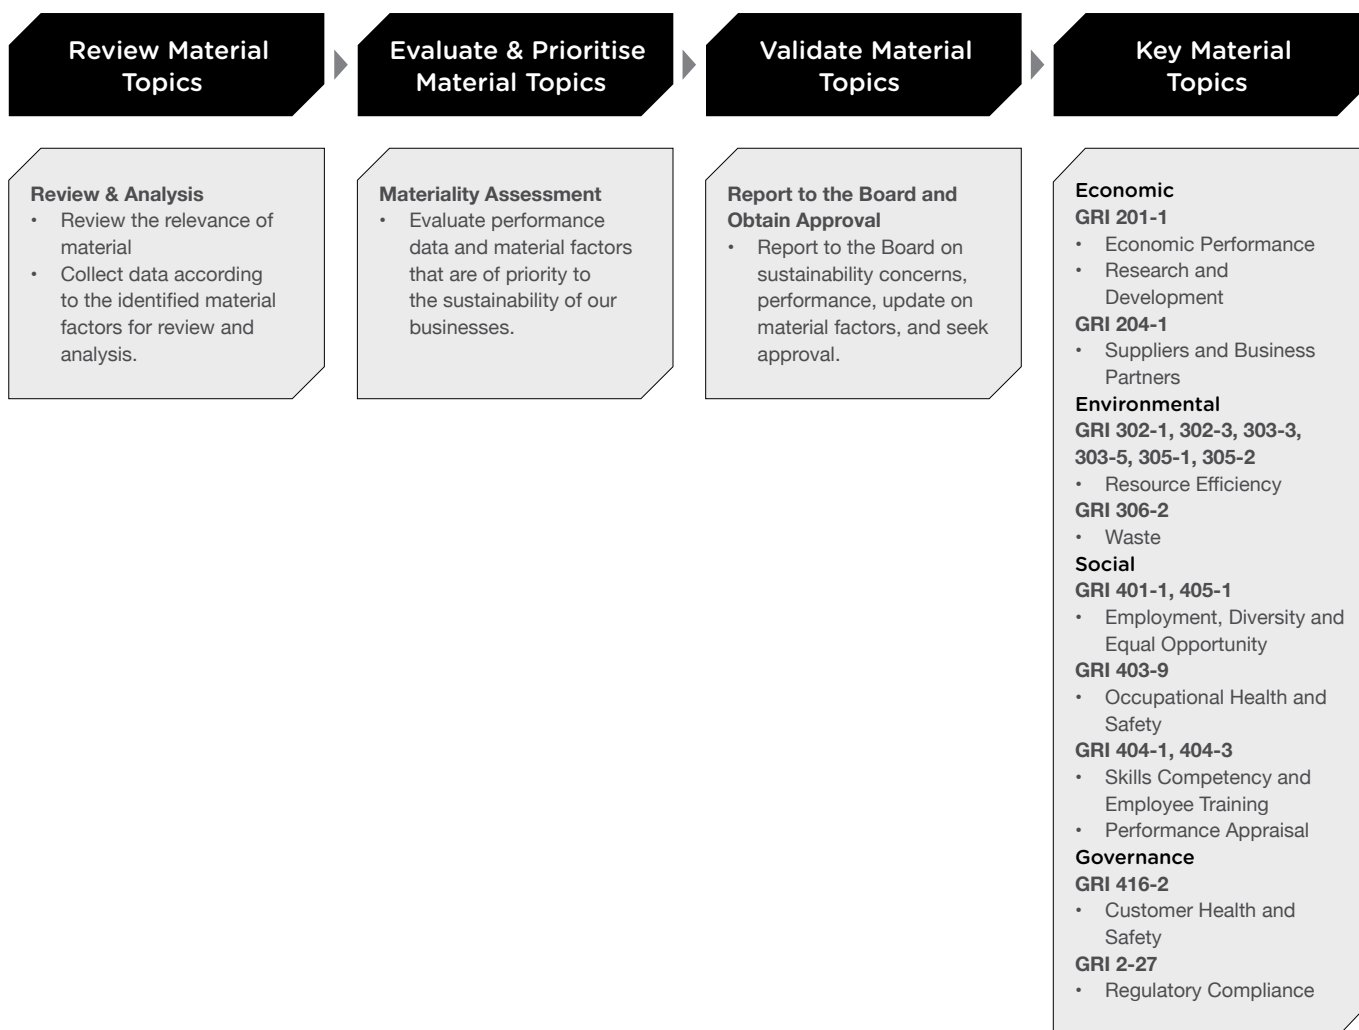 Review Material
Topics
Evaluate & Prioritise
Material Topics
Validate Material
Topics
Key Material
Topics
Review & Analysis
• Review the relevance of
material
• Collect data according
to the identified material
factors for review and
analysis.
Materiality Assessment
• Evaluate performance
data and material factors
that are of priority to
the sustainability of our
businesses.
Report to the Board and
Obtain Approval
• Report to the Board on
sustainability concerns,
performance, update on
material factors, and seek
approval.
Economic
GRI 201-1
• Economic Performance
• Research and
Development
GRI 204-1
• Suppliers and Business
Partners
Environmental
GRI 302-1, 302-3, 303-3,
303-5, 305-1, 305-2
• Resource Efficiency
GRI 306-2
• Waste
Social
GRI 401-1, 405-1
• Employment, Diversity and
Equal Opportunity
GRI 403-9
• Occupational Health and
Safety
GRI 404-1, 404-3
• Skills Competency and
Employee Training
• Performance Appraisal
Governance
GRI 416-2
• Customer Health and
Safety
GRI 2-27
• Regulatory Compliance